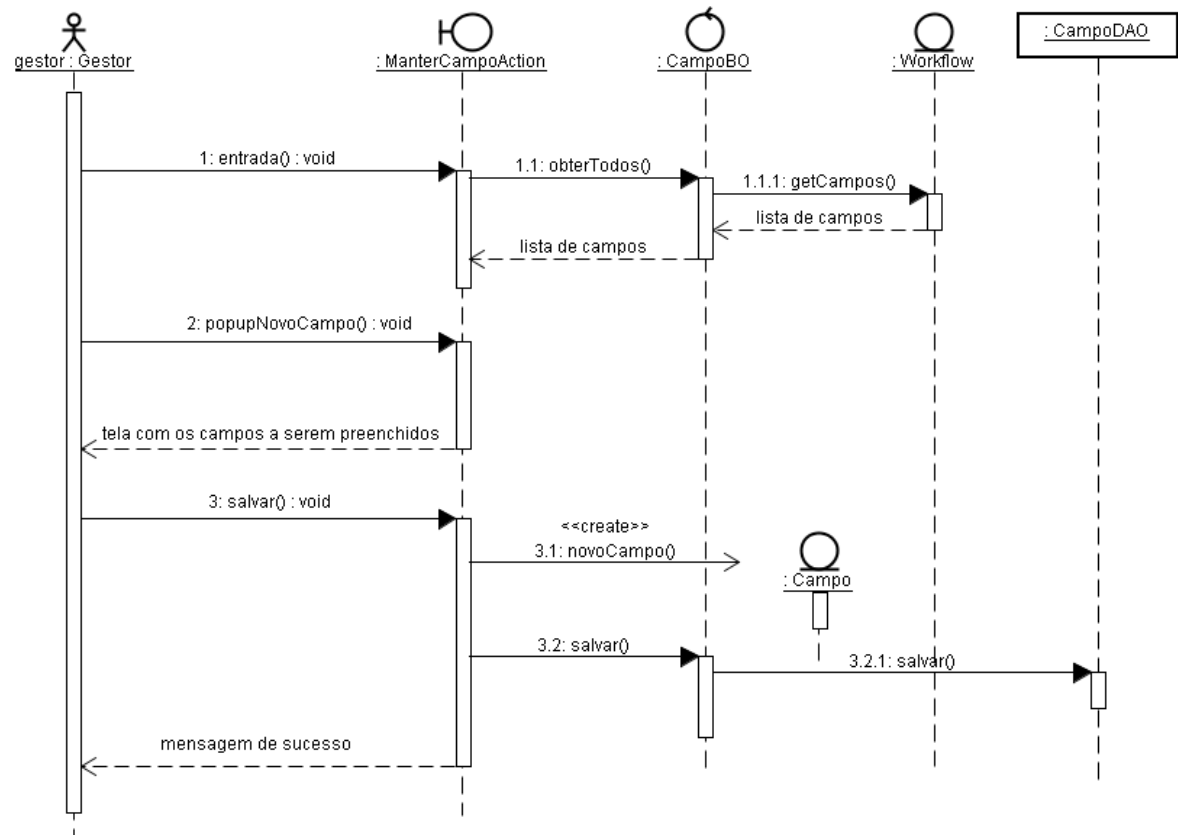 gestor : Gestor
: ManterCampoAction
: CampoBO
: Workflow
: CampoDAO
1: entrada() : void
1.1: obterTodos()
1.1.1: getCampos()
lista de campos
lista de campos
2: popupNovoCampo() : void
tela com os campos a serem preenchidos
3: salvar() : void
<<create>>
3.1: novoCampo()
: Campo
3.2: salvar()
3.2.1: salvar()
mensagem de sucesso